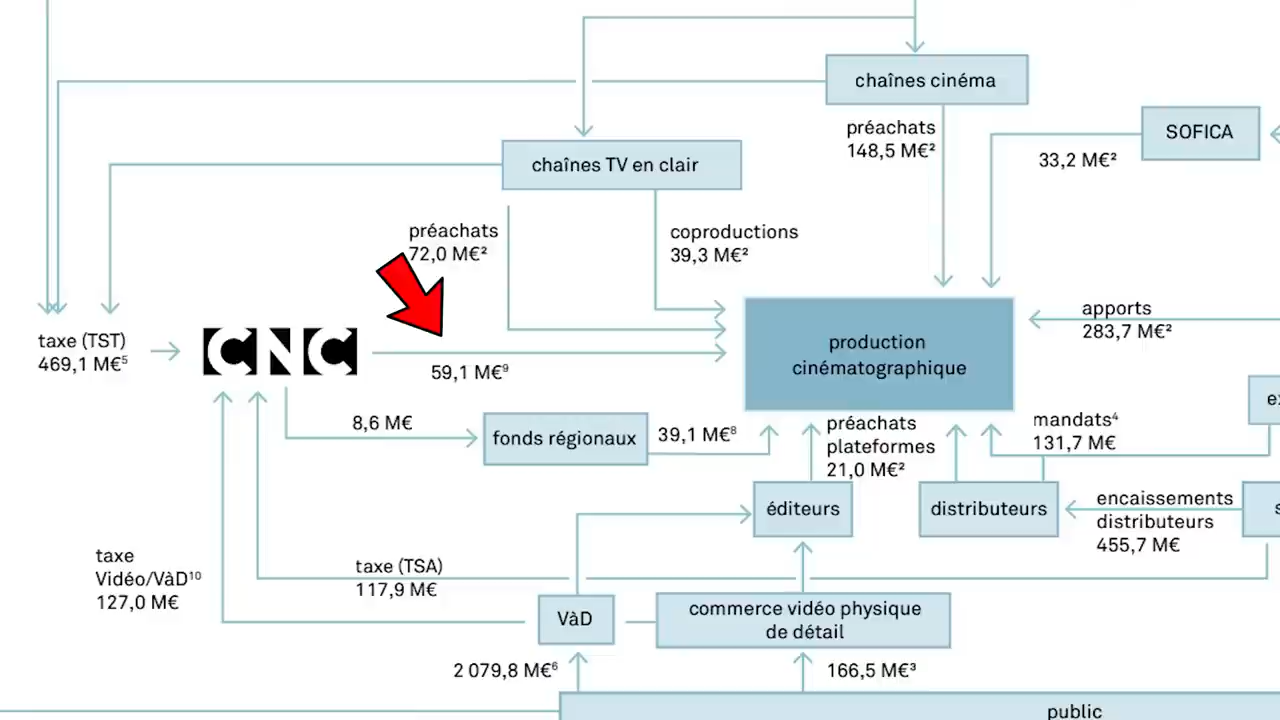 chaînes cinéma
préachats
148,5 M€²
SOFICA
33,2 M€²
chaînes TV en clair
préachats
72,0 M€²
coproductions
39,3 M€²
apports
283,7 M€²
taxe (TST)
469,1 M€⁵
CNC
59,1 M€⁹
production
cinématographique
8,6 M€
fonds régionaux
39,1 M€⁸
préachats
plateformes
21,0 M€²
mandats⁴
131,7 M€
éditeurs
distributeurs
encaissements
distributeurs
455,7 M€
taxe
Vidéo/VàD¹⁰
127,0 M€
taxe (TSA)
117,9 M€
VàD
commerce vidéo physique
de détail
2 079,8 M€⁶
166,5 M€³
public